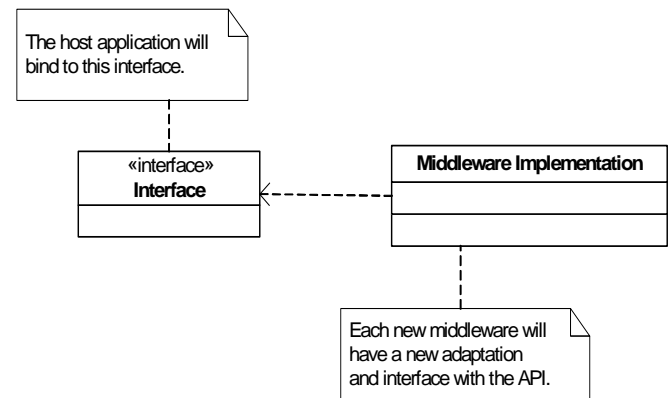 The host application will
bind to this interface.
«interface»
Interface
Middleware Implementation
Each new middleware will
have a new adaptation
and interface with the API.